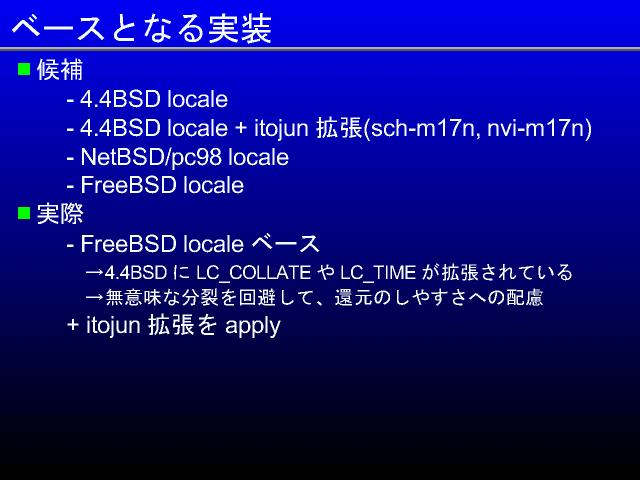 ベースとなる実装
候補
- 4.4BSD locale
- 4.4BSD locale + itojun 拡張(sch-m17n, nvi-m17n)
- NetBSD/pc98 locale
- FreeBSD locale
実際
- FreeBSD locale ベース
→4.4BSD に LC_COLLATE や LC_TIME が拡張されている
→無意味な分裂を回避して、還元のしやすさへの配慮
+ itojun 拡張を apply